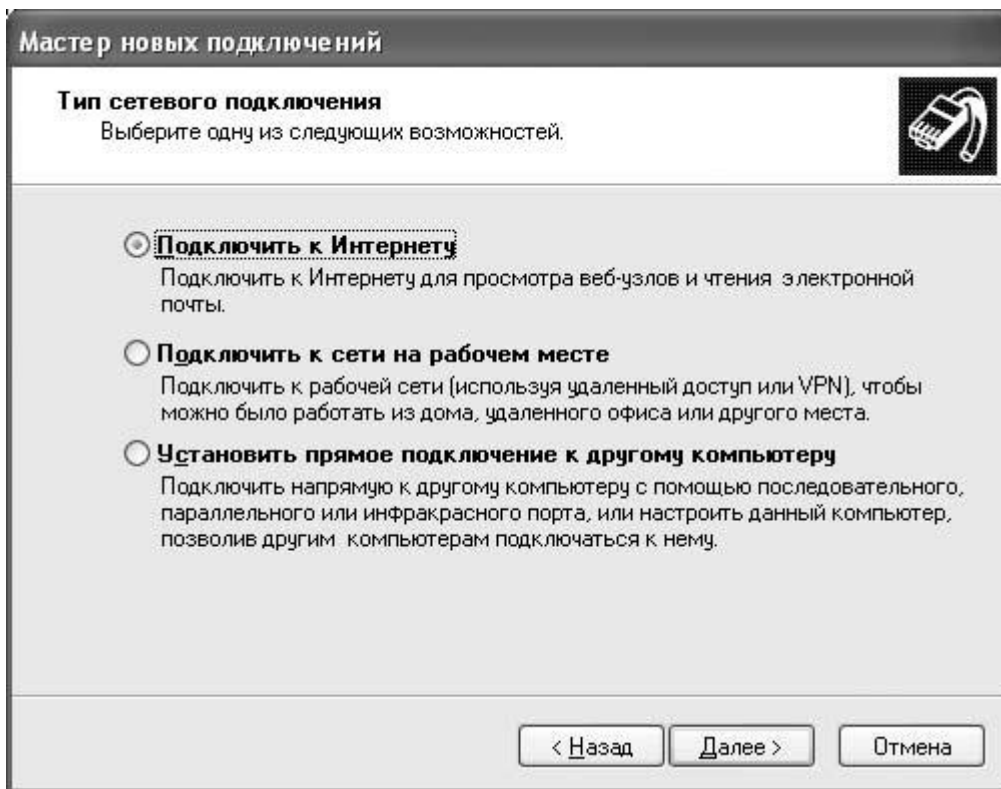 Мастер новых подключений
Тип сетевого подключения
Выберите одну из следующих возможностей.
Подключить к Интернету
Подключить к Интернету для просмотра веб-узлов и чтения электронной
почты.
Подключить к сети на рабочем месте
Подключить к рабочей сети (используя удаленный доступ или VPN), чтобы
можно было работать из дома, удаленного офиса или другого места.
Установить прямое подключение к другому компьютеру
Подключить напрямую к другому компьютеру с помощью последовательного,
параллельного или инфракрасного порта, или настроить данный компьютер,
позволив другим компьютерам подключаться к нему.
< Назад Далее > Отмена